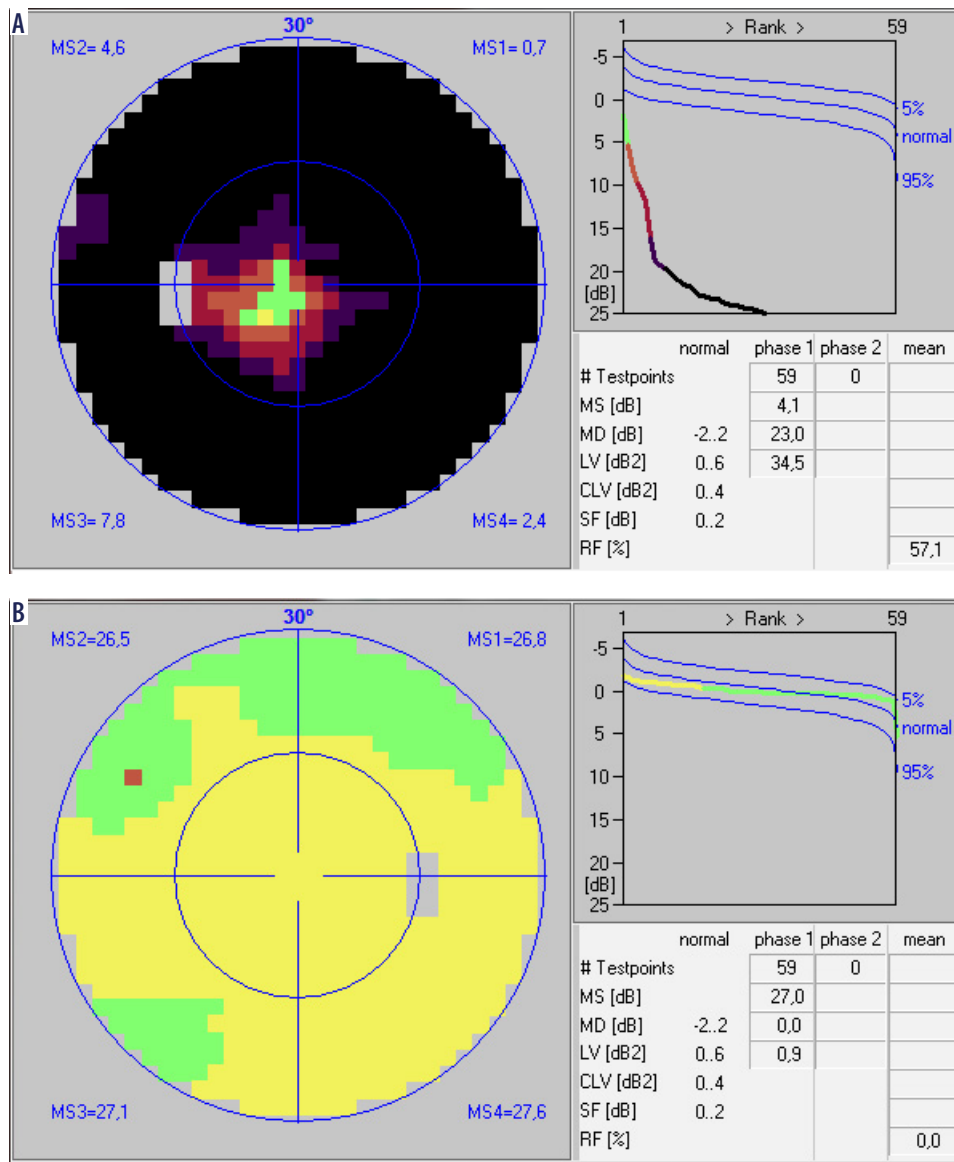 A
30º
MS2= 4,6
MS1= 0,7
MS3= 7,8
MS4= 2,4
1 > Rank > 59
-5
0
5
10
15
20
[dB]
25
5%
normal
95%
normal phase 1 phase 2 mean
# Testpoints 59 0
MS [dB] 4,1
MD [dB] -2..2 23,0
LV [dB2] 0..6 34,5
CLV [dB2] 0..4
SF [dB] 0..2
RF [%] 57,1
B
30º
MS2=26,5
MS1=26,8
MS3=27,1
MS4=27,6
1 > Rank > 59
-5
0
5
10
15
20
[dB]
25
5%
normal
95%
normal phase 1 phase 2 mean
# Testpoints 59 0
MS [dB] 27,0
MD [dB] -2..2 0,0
LV [dB2] 0..6 0,9
CLV [dB2] 0..4
SF [dB] 0..2
RF [%] 0,0